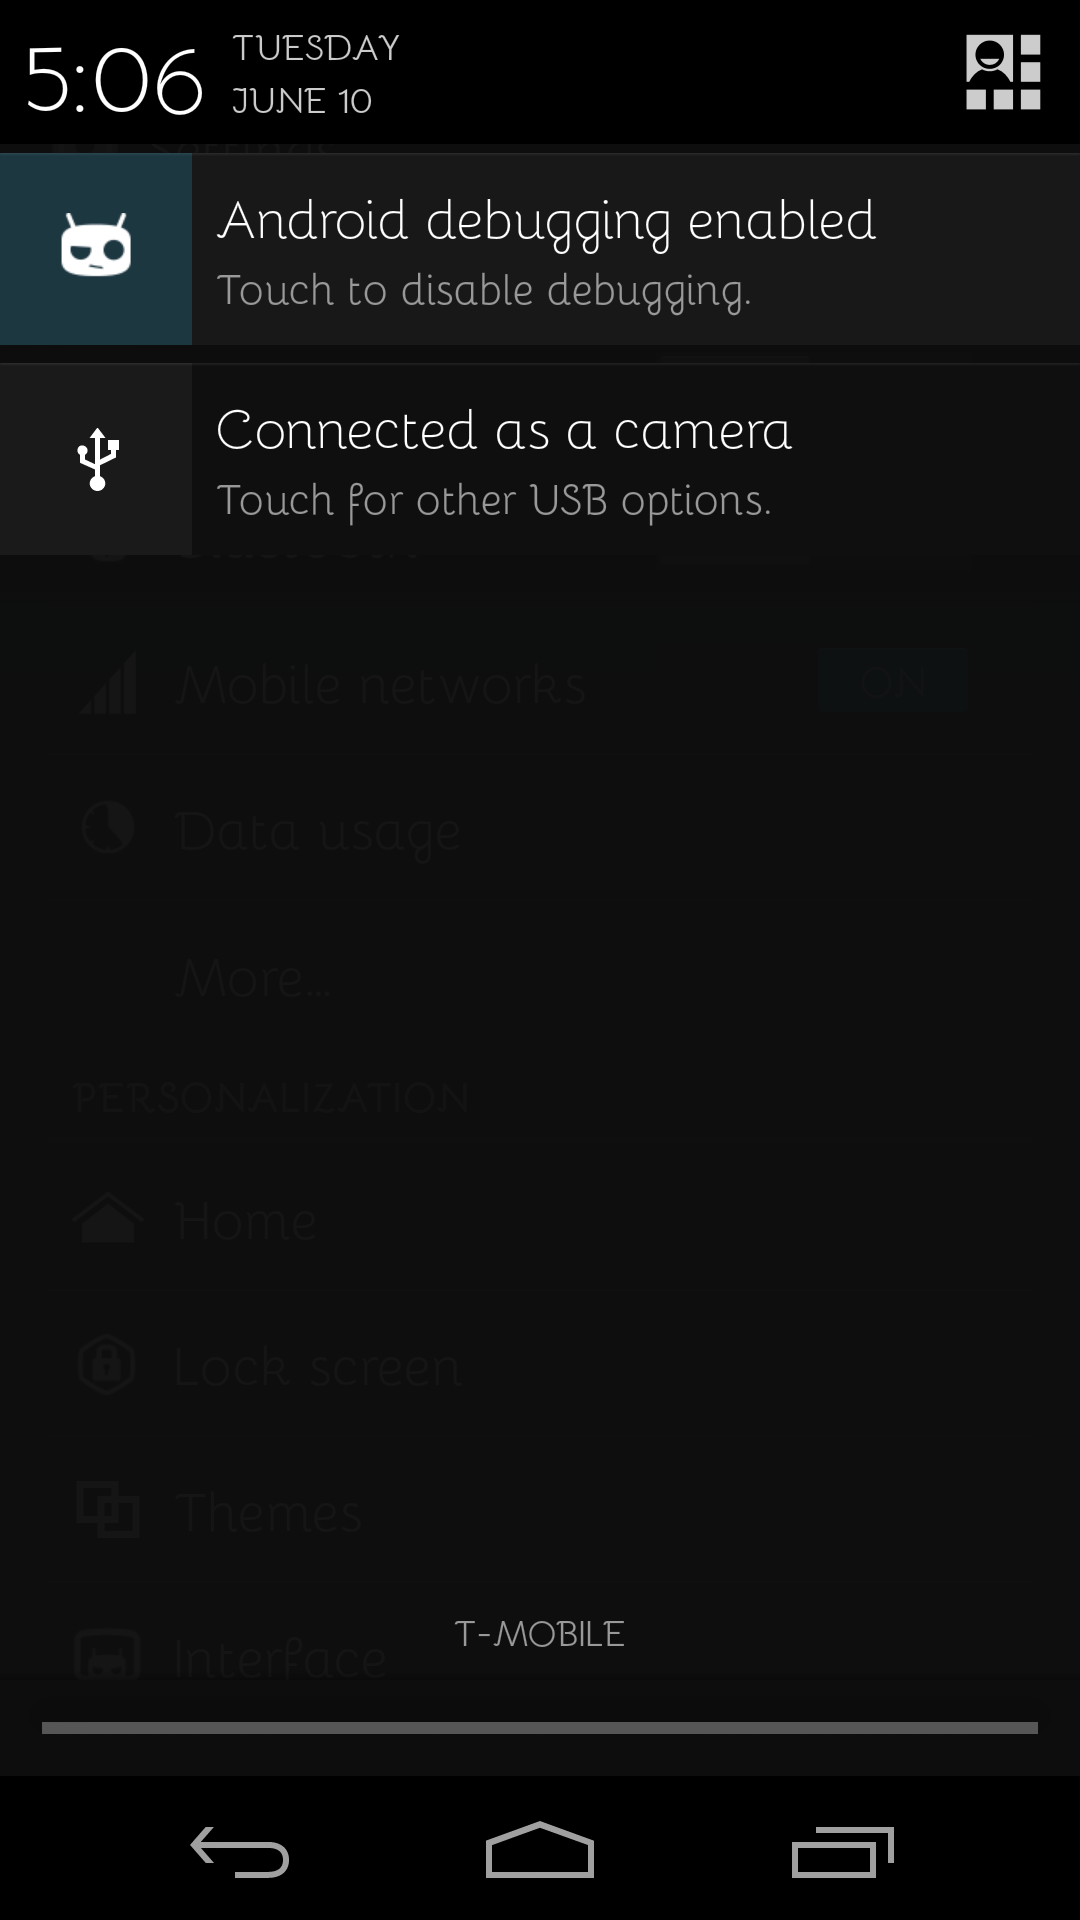 5:06
TUESDAY
JUNE 10
Android debugging enabled
Touch to disable debugging.
Connected as a camera
Touch for other USB options.
Mobile networks
ON
Data usage
More...
PERSONALIZATION
Home
Lock screen
Themes
T-MOBILE
Interface